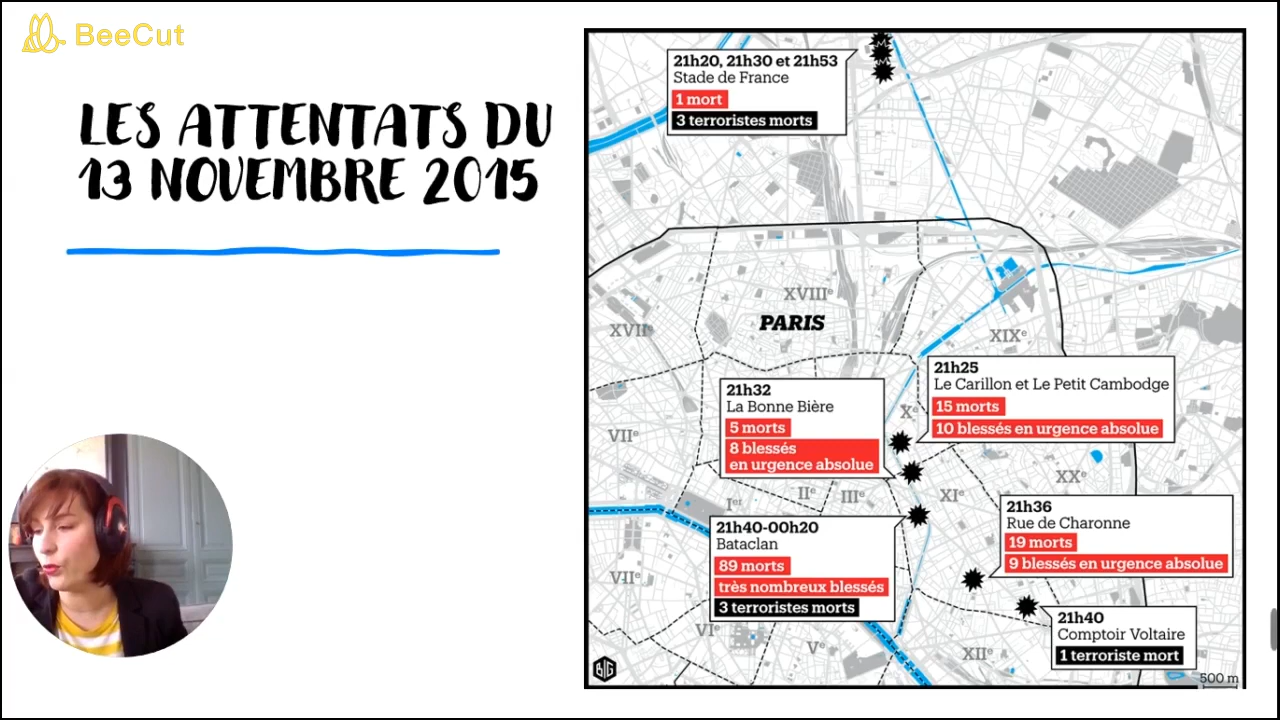 BeeCut
LES ATTENTATS DU
13 NOVEMBRE 2015
21h20, 21h30 et 21h53
Stade de France
1 mort
3 terroristes morts
XVIIIe
PARIS
XVIIe
XIXe
21h25
Le Carillon et Le Petit Cambodge
15 morts
10 blessés en urgence absolue
21h32
La Bonne Bière
5 morts
8 blessés
en urgence absolue
Xe
VIIe
XXe
Ier
IIe
IIIe
XIe
21h36
Rue de Charonne
19 morts
9 blessés en urgence absolue
21h40-00h20
Bataclan
89 morts
très nombreux blessés
3 terroristes morts
VIIe
VIe
Ve
XIIe
21h40
Comptoir Voltaire
1 terroriste mort
BIG
500 m